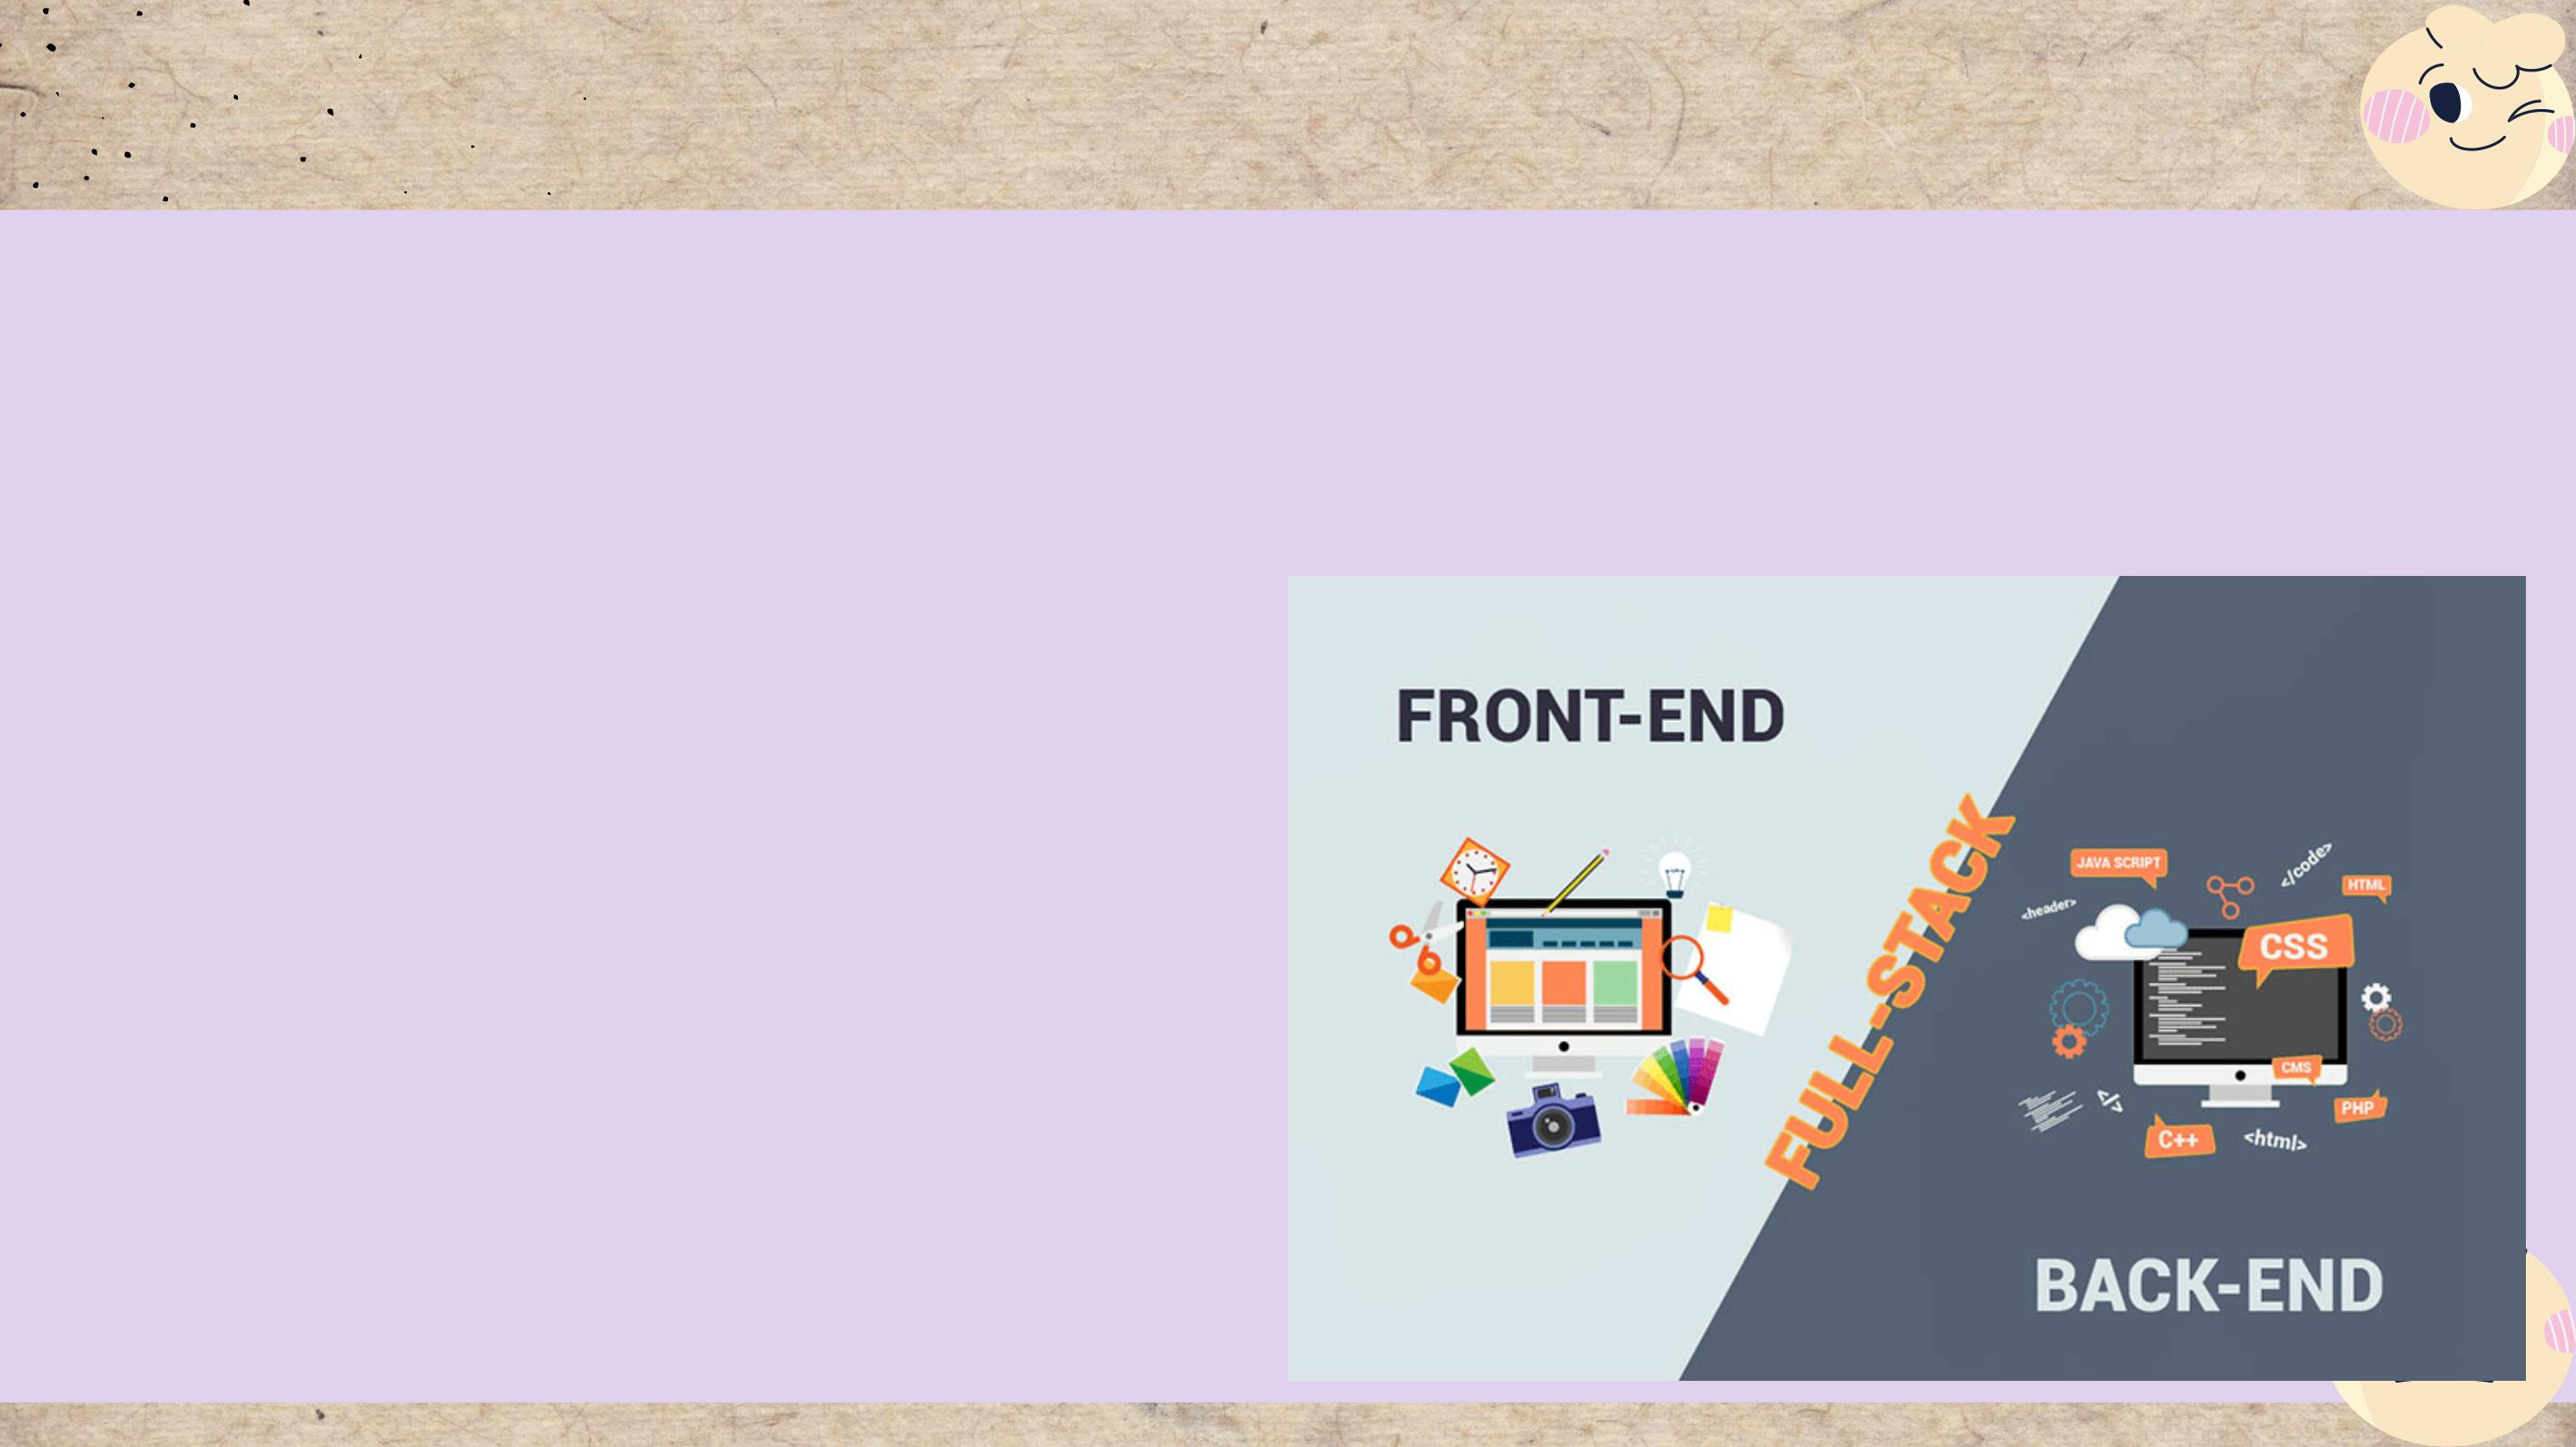 FRONT-END
FULL-STACK
JAVA SCRIPT
</code>
HTML
<header>
CSS
CMS
</>
PHP
C++
<html>
BACK-END